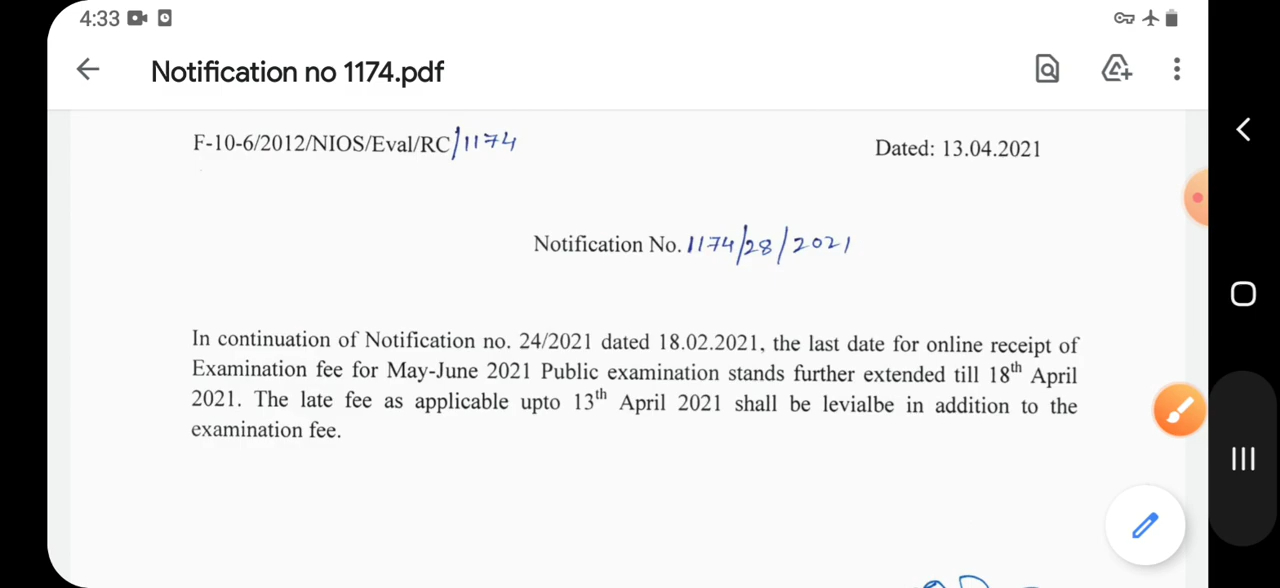 4:33
Notification no 1174.pdf
F-10-6/2012/NIOS/Eval/RC/1174
Dated: 13.04.2021
Notification No. 1174/28/2021
In continuation of Notification no. 24/2021 dated 18.02.2021, the last date for online receipt of
Examination fee for May-June 2021 Public examination stands further extended till 18th April
2021. The late fee as applicable upto 13th April 2021 shall be levialbe in addition to the
examination fee.